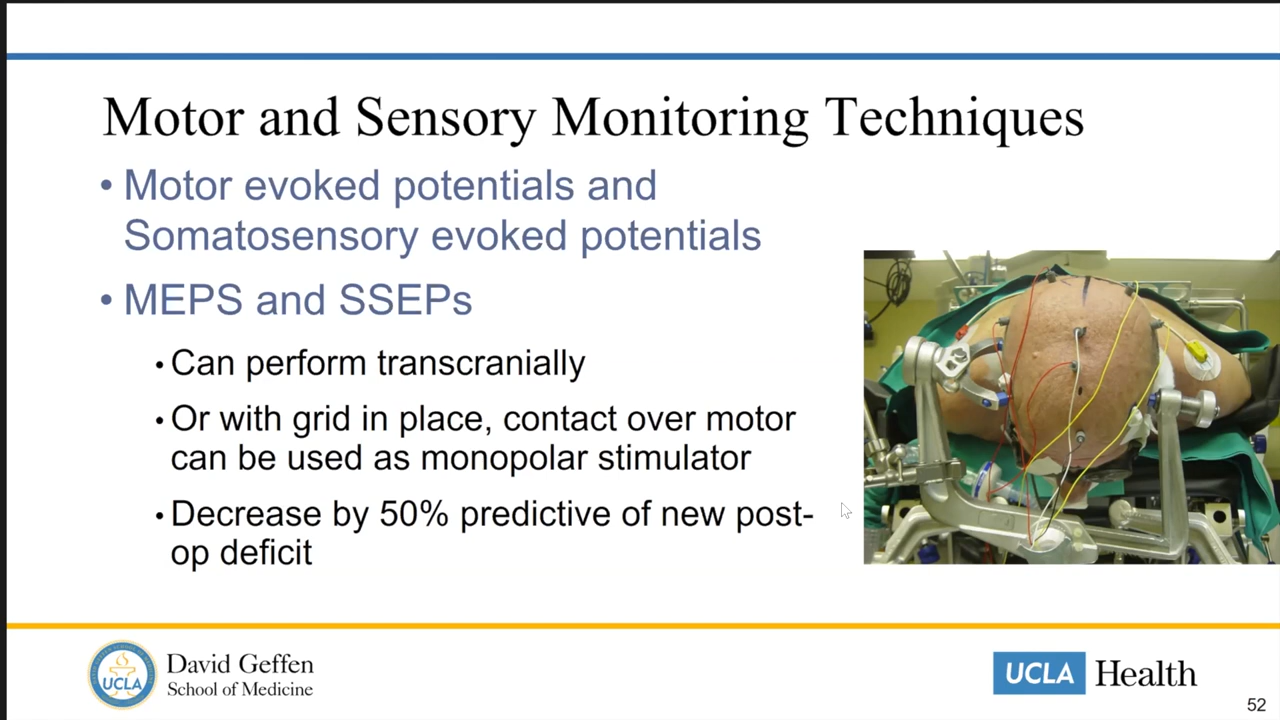 Motor and Sensory Monitoring Techniques
• Motor evoked potentials and
Somatosensory evoked potentials
• MEPS and SSEPs
• Can perform transcranially
• Or with grid in place, contact over motor
can be used as monopolar stimulator
• Decrease by 50% predictive of new post-
op deficit
UCLA
David Geffen
School of Medicine
UCLA Health
52